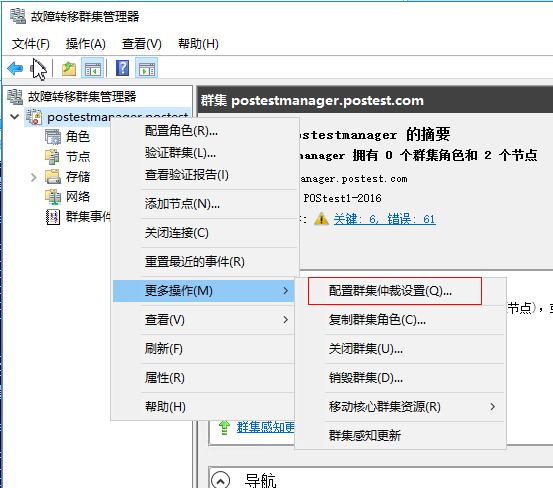 故障转移群集管理器
文件(F) 操作(A) 查看(V) 帮助(H)
故障转移群集管理器
postestmanager.postest
角色
节点
存储
网络
群集事件
群集 postestmanager.postest.com
ostestmanager 的摘要
manager 拥有 0 个群集角色和 2 个节点
nager.postest.com
POStest1-2016
关键: 6, 错误: 61
配置角色(R)...
验证群集(L)...
查看验证报告(I)
添加节点(N)...
关闭连接(C)
重置最近的事件(R)
更多操作(M)
查看(V)
刷新(F)
属性(R)
帮助(H)
配置群集仲裁设置(Q)...
复制群集角色(C)...
关闭群集(U)...
销毁群集(D)...
移动核心群集资源(R)
群集感知更新
节点),
群集感知更
导航